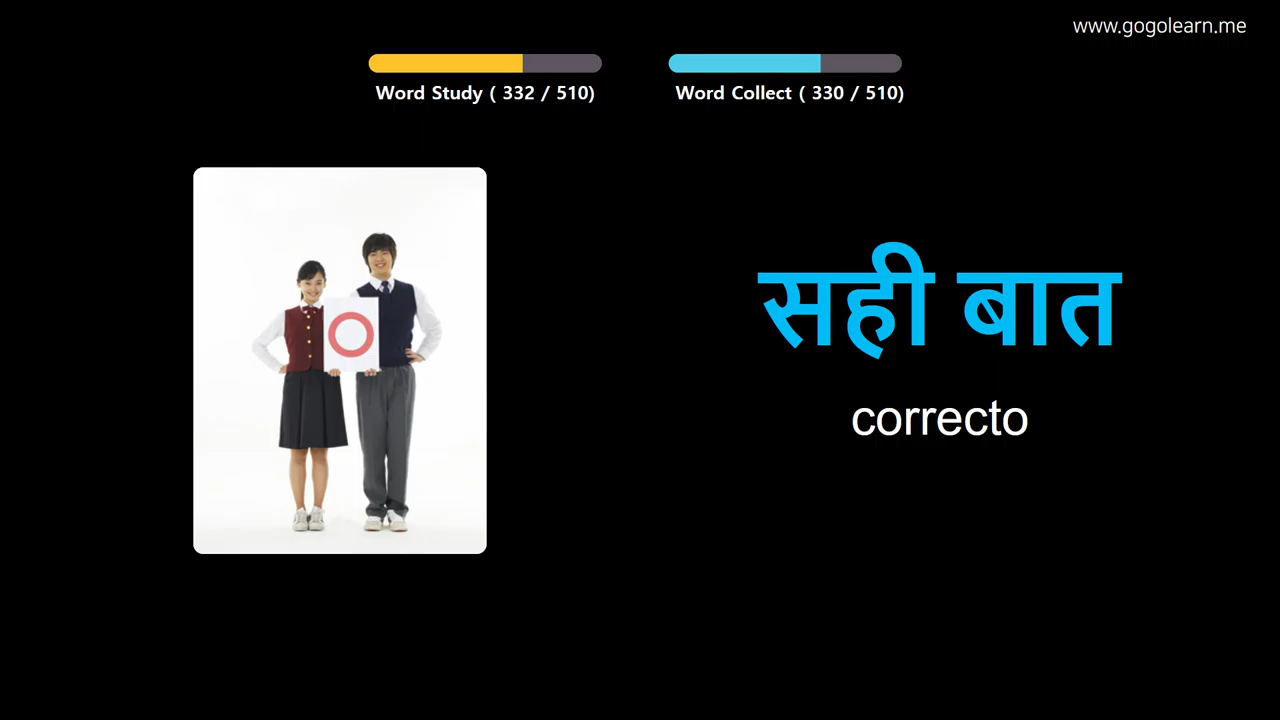 www.gogolearn.me
Word Study ( 332 / 510)
Word Collect ( 330 / 510)
सही बात
correcto